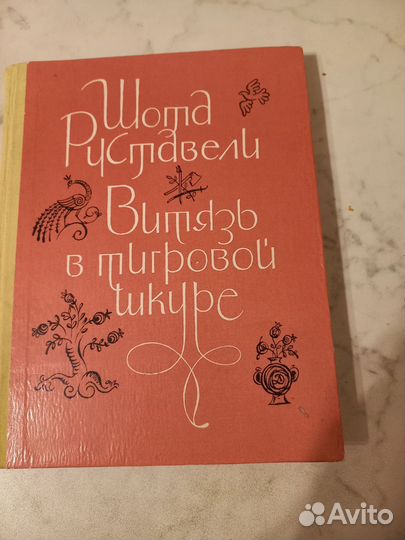 Шота
Руставели
Витязь
в тигровой
шкуре
Avito